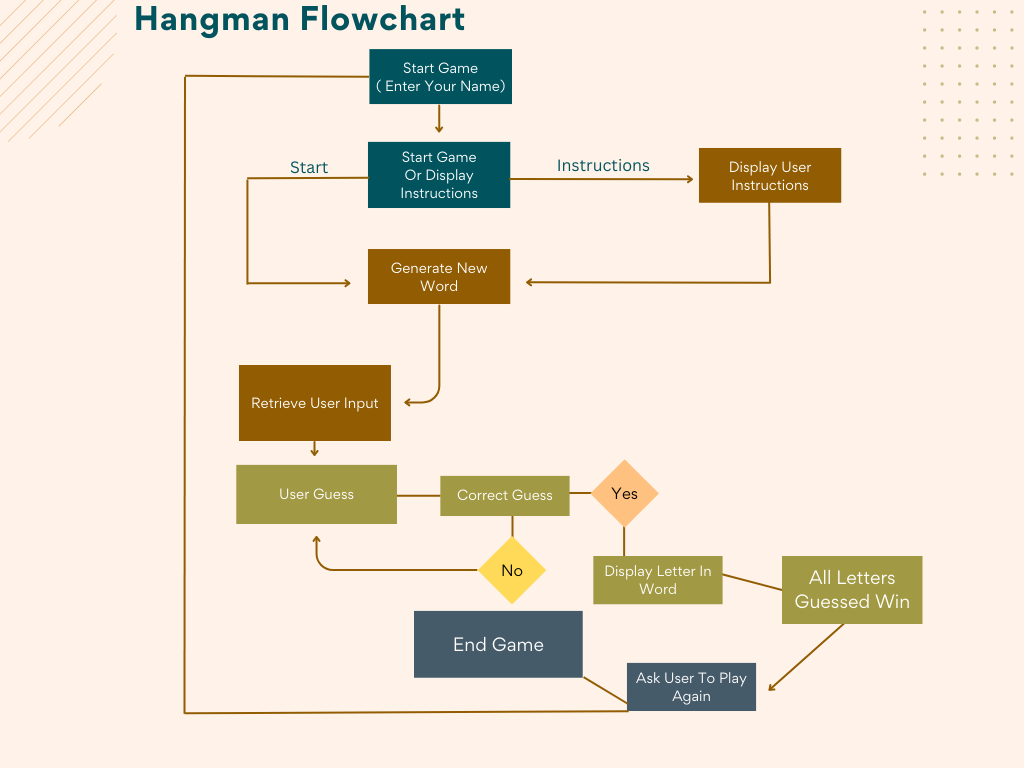 Hangman Flowchart
Start Game
( Enter Your Name)
Start
Start Game
Or Display
Instructions
Instructions
Display User
Instructions
Generate New
Word
Retrieve User Input
User Guess
Correct Guess
Yes
No
Display Letter In
Word
All Letters
Guessed Win
End Game
Ask User To Play
Again